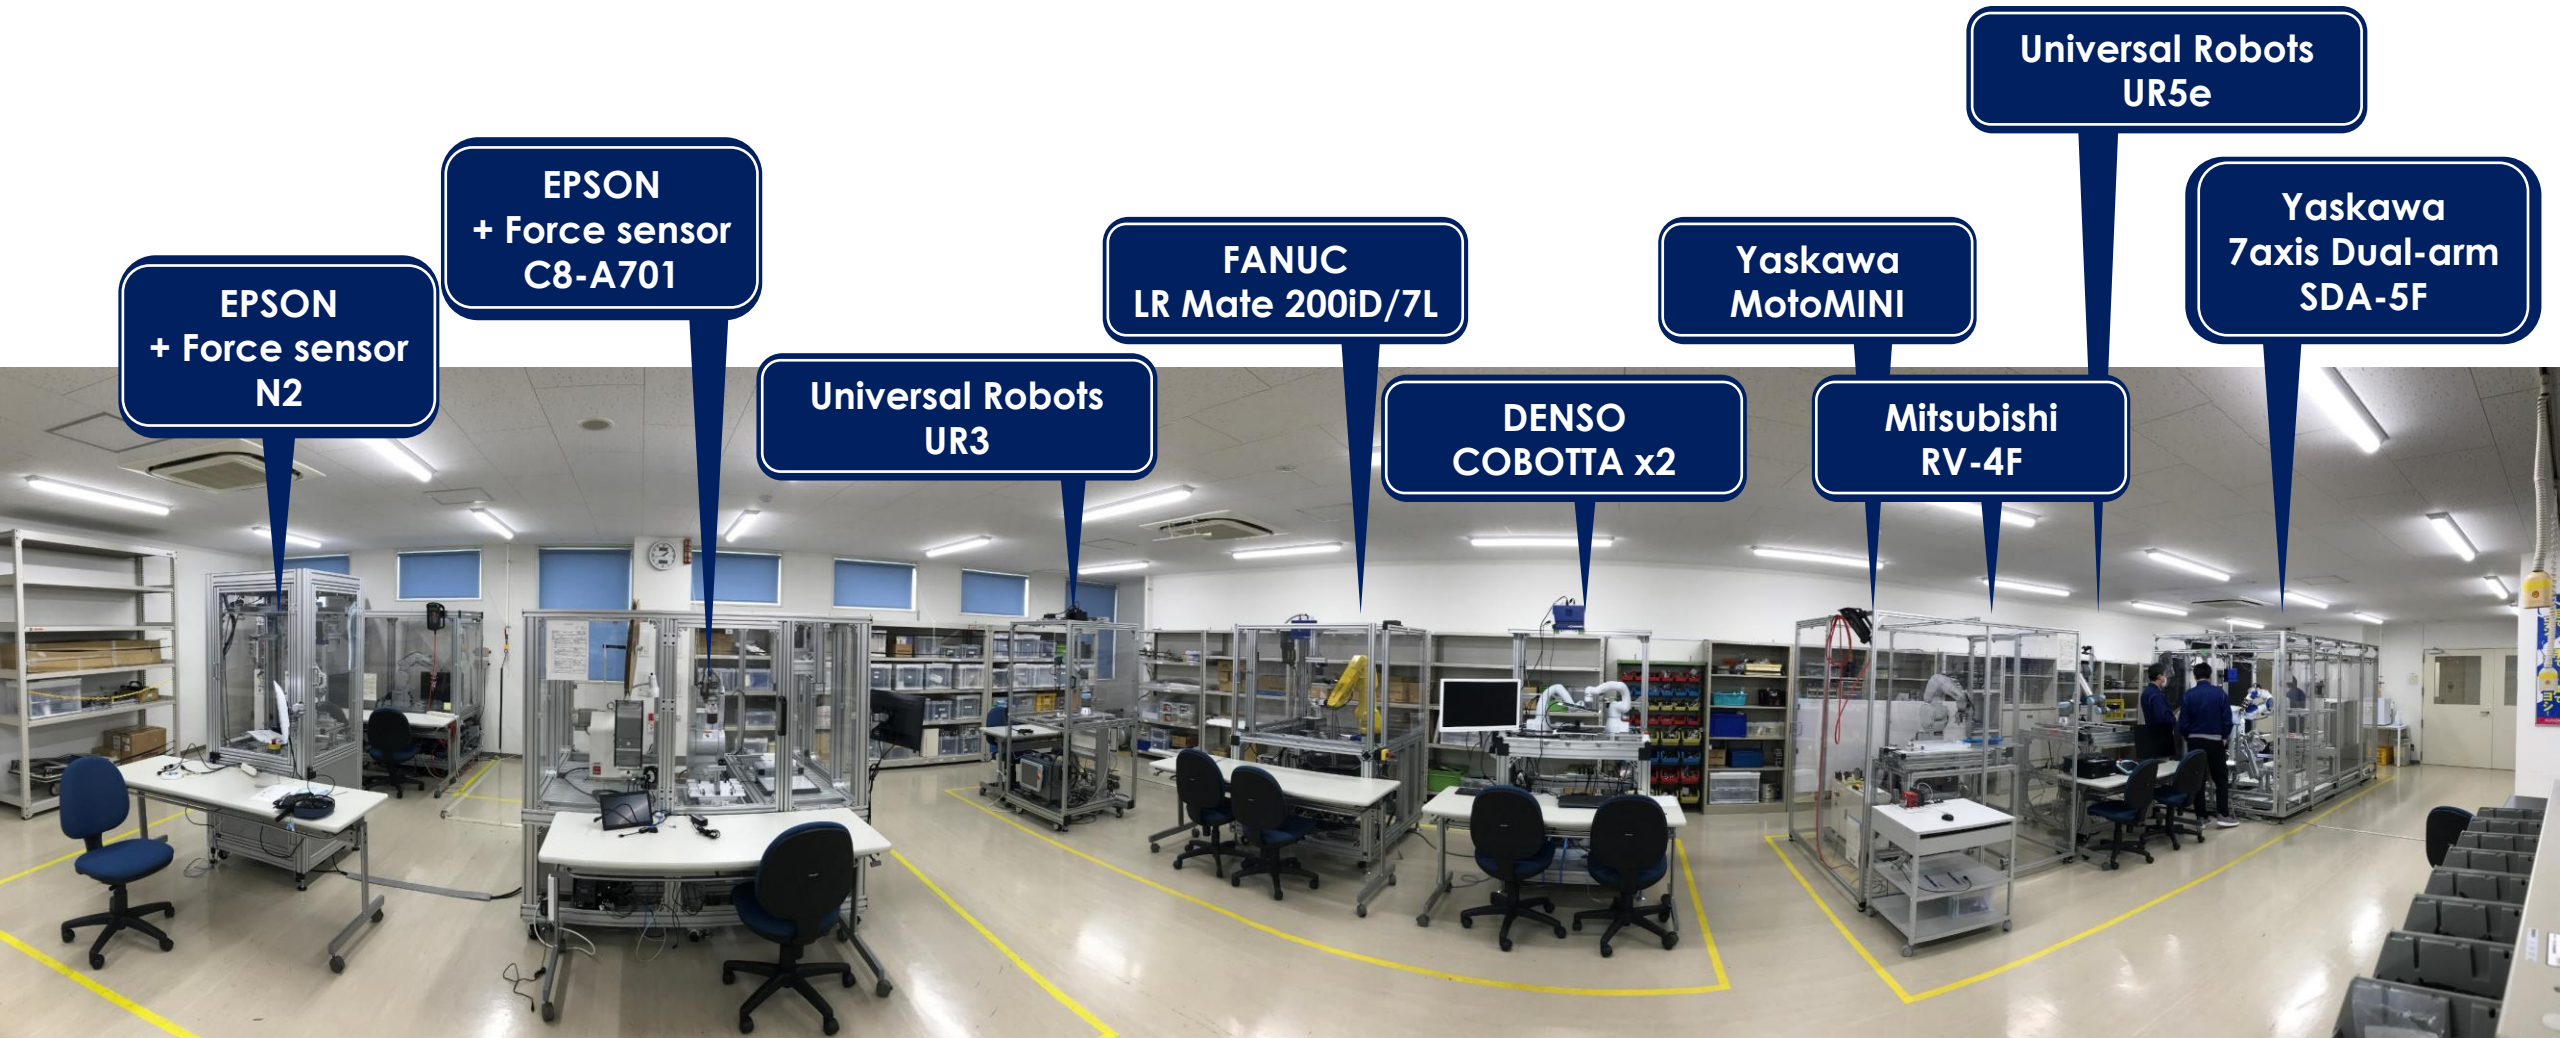 Universal Robots
UR5e
EPSON
+ Force sensor
C8-A701
Yaskawa
7axis Dual-arm
SDA-5F
FANUC
LR Mate 200iD/7L
Yaskawa
MotoMINI
EPSON
+ Force sensor
N2
Universal Robots
UR3
DENSO
COBOTTA x2
Mitsubishi
RV-4F